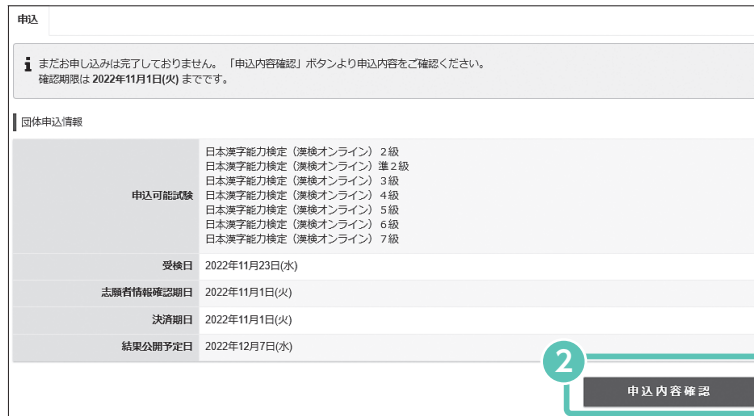 申込
まだお申し込みは完了しておりません。「申込内容確認」ボタンより申込内容をご確認ください。
確認期限は 2022年11月1日(火) までです。
団体申込情報
申込可能試験
日本漢字能力検定（漢検オンライン）２級
日本漢字能力検定（漢検オンライン）準２級
日本漢字能力検定（漢検オンライン）３級
日本漢字能力検定（漢検オンライン）４級
日本漢字能力検定（漢検オンライン）５級
日本漢字能力検定（漢検オンライン）６級
日本漢字能力検定（漢検オンライン）７級
受検日 2022年11月23日(水)
志願者情報確認期日 2022年11月1日(火)
決済期日 2022年11月1日(火)
結果公開予定日 2022年12月7日(水)
2
申込内容確認